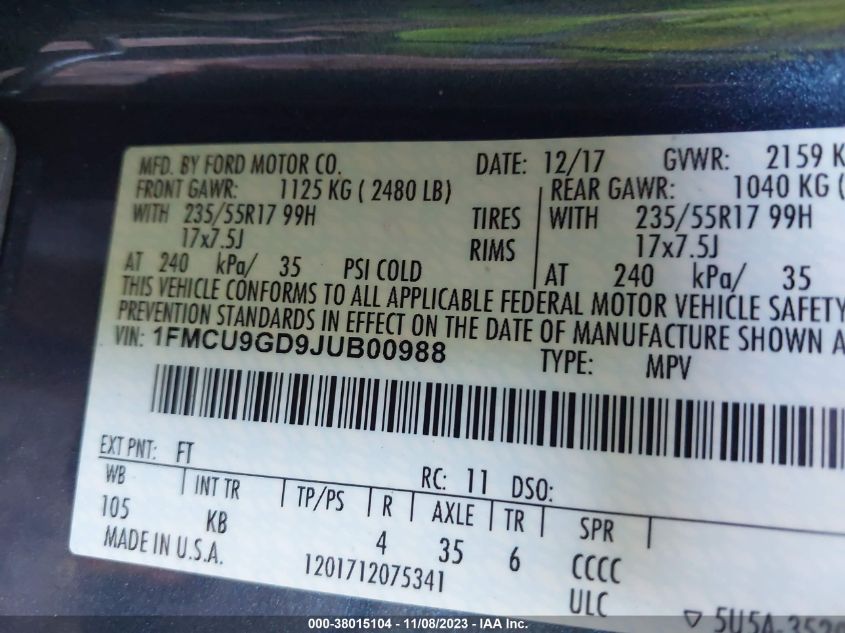 MFD. BY FORD MOTOR CO. DATE: 12/17 GVWR: 2159 K
FRONT GAWR: 1125 KG ( 2480 LB) REAR GAWR: 1040 KG (
WITH 235/55R17 99H TIRES WITH 235/55R17 99H
17x7.5J RIMS 17x7.5J
AT 240 kPa/ 35 PSI COLD AT 240 kPa/ 35
THIS VEHICLE CONFORMS TO ALL APPLICABLE FEDERAL MOTOR VEHICLE SAFETY
PREVENTION STANDARDS IN EFFECT ON THE DATE OF MANUFACTURE SHOWN A
VIN: 1FMCU9GD9JUB00988 TYPE: MPV
EXT PNT: FT RC: 11 DSO:
WB INT TR TP/PS R AXLE TR SPR
105 KB 4 35 6 CCCC
MADE IN U.S.A. 1201712075341 ULC
5U5A-3520
000-38015104 - 11/08/2023 - IAA Inc.